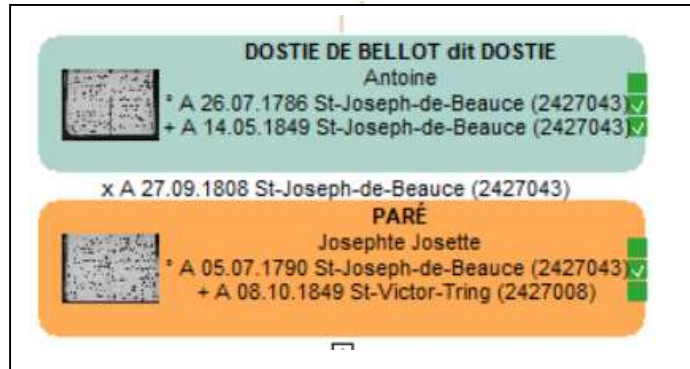 DOSTIE DE BELLOT dit DOSTIE
Antoine
° A 26.07.1786 St-Joseph-de-Beauce (2427043)
+ A 14.05.1849 St-Joseph-de-Beauce (2427043)
x A 27.09.1808 St-Joseph-de-Beauce (2427043)
PARÉ
Josephte Josette
° A 05.07.1790 St-Joseph-de-Beauce (2427043)
+ A 08.10.1849 St-Victor-Tring (2427008)